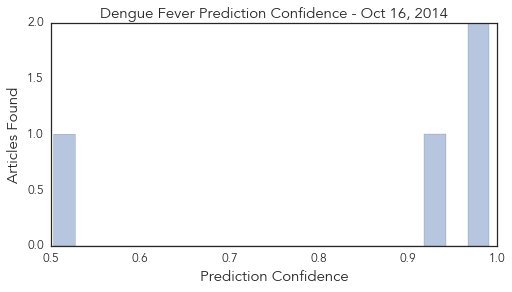 Dengue Fever Prediction Confidence - Oct 16, 2014
2.0
1.5
1.0
0.5
0.0
Articles Found
0.5 0.6 0.7 0.8 0.9 1.0
Prediction Confidence